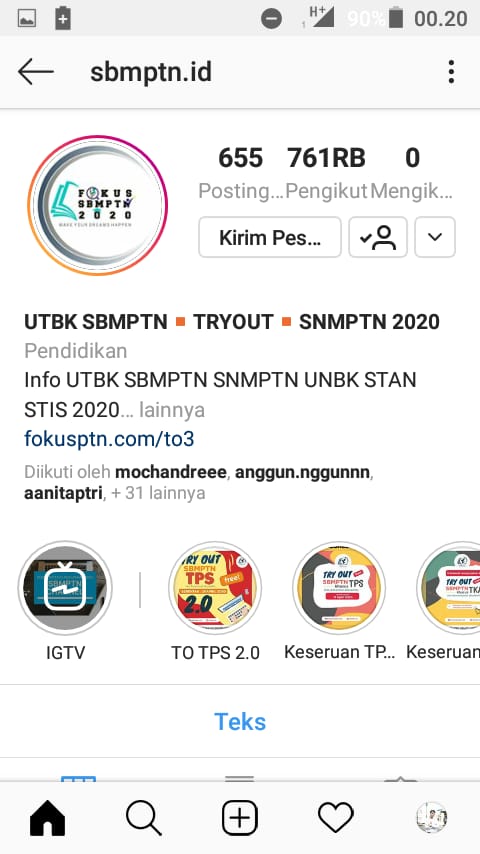 H+
1
90%
00.20
sbmptn.id
FOKUS
SBMPTN
2020
MAKE YOUR DREAMS HAPPEN
655 761RB 0
Posting... Pengikut Mengik...
Kirim Pes...
UTBK SBMPTN TRYOUT SNMPTN 2020
Pendidikan
Info UTBK SBMPTN SNMPTN UNBK STAN
STIS 2020... lainnya
fokusptn.com/to3
Diikuti oleh mochandreee, anggun.nggunnn,
aanitaptri, + 31 lainnya
SBMPTN
TRY OUT
SBMPTN
TPS
free!
2.0
TRY OUT
SBMPTN TPS
TRY OUT
SBMPTN
TKA
IGTV
TO TPS 2.0
Keseruan TP...
Keseruan
Teks